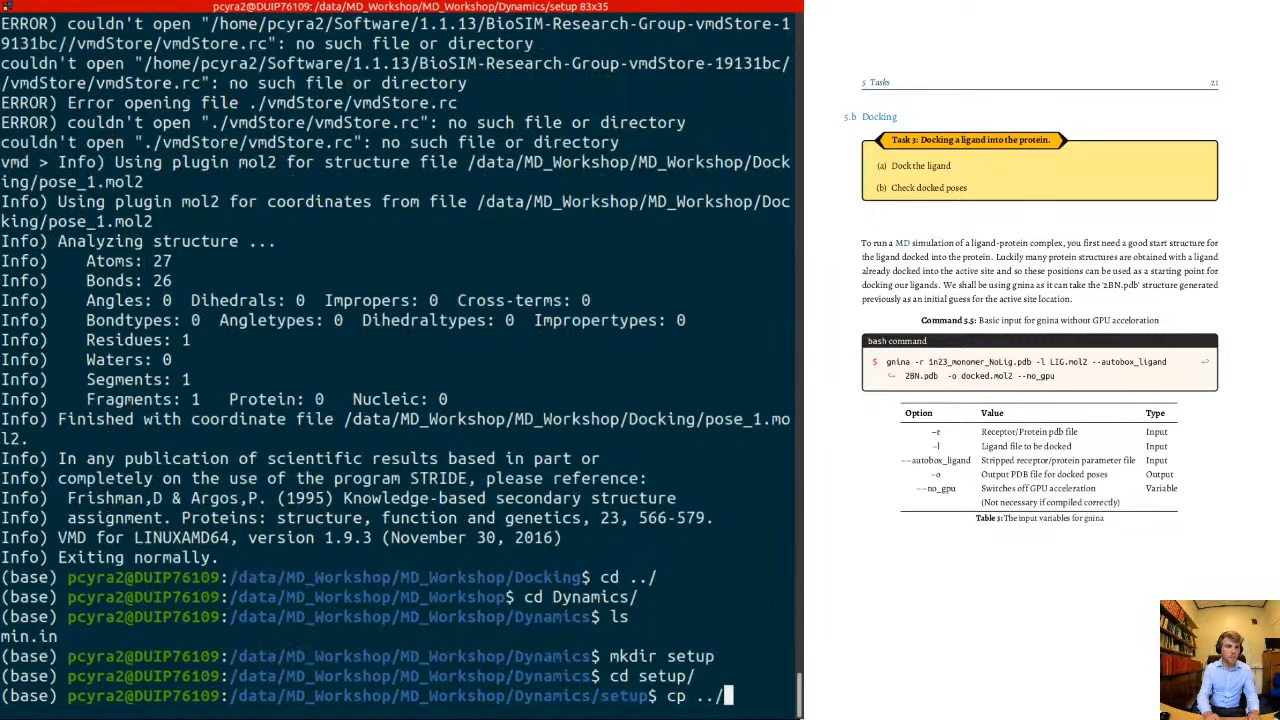 pcyra2@DUIP76109: /data/MD_Workshop/MD_Workshop/Dynamics/setup 83x35
ERROR) couldn't open "/home/pcyra2/Software/1.1.13/BioSIM-Research-Group-vmdStore-1
9131bc//vmdStore/vmdStore.rc": no such file or directory
couldn't open "/home/pcyra2/Software/1.1.13/BioSIM-Research-Group-vmdStore-19131bc/
/vmdStore/vmdStore.rc": no such file or directory
ERROR) Error opening file ./vmdStore/vmdStore.rc
ERROR) couldn't open "./vmdStore/vmdStore.rc": no such file or directory
couldn't open "./vmdStore/vmdStore.rc": no such file or directory
vmd > Info) Using plugin mol2 for structure file /data/MD_Workshop/MD_Workshop/Dock
ing/pose_1.mol2
Info) Using plugin mol2 for coordinates from file /data/MD_Workshop/MD_Workshop/Doc
king/pose_1.mol2
Info) Analyzing structure ...
Info)    Atoms: 27
Info)    Bonds: 26
Info)    Angles: 0  Dihedrals: 0  Impropers: 0  Cross-terms: 0
Info)    Bondtypes: 0  Angletypes: 0  Dihedraltypes: 0  Impropertypes: 0
Info)    Residues: 1
Info)    Waters: 0
Info)    Segments: 1
Info)    Fragments: 1   Protein: 0   Nucleic: 0
Info) Finished with coordinate file /data/MD_Workshop/MD_Workshop/Docking/pose_1.mo
l2.
Info) In any publication of scientific results based in part or
Info) completely on the use of the program STRIDE, please reference:
Info)  Frishman,D & Argos,P. (1995) Knowledge-based secondary structure
Info)  assignment. Proteins: structure, function and genetics, 23, 566-579.
Info) VMD for LINUXAMD64, version 1.9.3 (November 30, 2016)
Info) Exiting normally.
(base) pcyra2@DUIP76109:/data/MD_Workshop/MD_Workshop/Docking$ cd ../
(base) pcyra2@DUIP76109:/data/MD_Workshop/MD_Workshop$ cd Dynamics/
(base) pcyra2@DUIP76109:/data/MD_Workshop/MD_Workshop/Dynamics$ ls
min.in
(base) pcyra2@DUIP76109:/data/MD_Workshop/MD_Workshop/Dynamics$ mkdir setup
(base) pcyra2@DUIP76109:/data/MD_Workshop/MD_Workshop/Dynamics$ cd setup/
(base) pcyra2@DUIP76109:/data/MD_Workshop/MD_Workshop/Dynamics/setup$ cp ../
5 Tasks 21
5.b Docking
Task 3: Docking a ligand into the protein.
(a) Dock the ligand
(b) Check docked poses
To run a MD simulation of a ligand-protein complex, you first need a good start structure for
the ligand docked into the protein. Luckily many protein structures are obtained with a ligand
already docked into the active site and so these positions can be used as a starting point for
docking our ligands. We shall be using gnina as it can take the '2BN.pdb' structure generated
previously as an initial guess for the active site location.
Command 5.5: Basic input for gnina without GPU acceloration
bash command
$ gnina -r 1n23_monomer_NoLig.pdb -l LIG.mol2 --autobox_ligand ↩
↪ 2BN.pdb -o docked.mol2 --no_gpu
Option Value Type
–r Receptor/Protein pdb file Input
–l Ligand file to be docked Input
––autobox_ligand Stripped receptor/protein parameter file Input
–o Output PDB file for docked poses Output
––no_gpu Switches off GPU acceleration Variable
(Not necessary if compiled correctly)
Table 3: The input variables for gnina